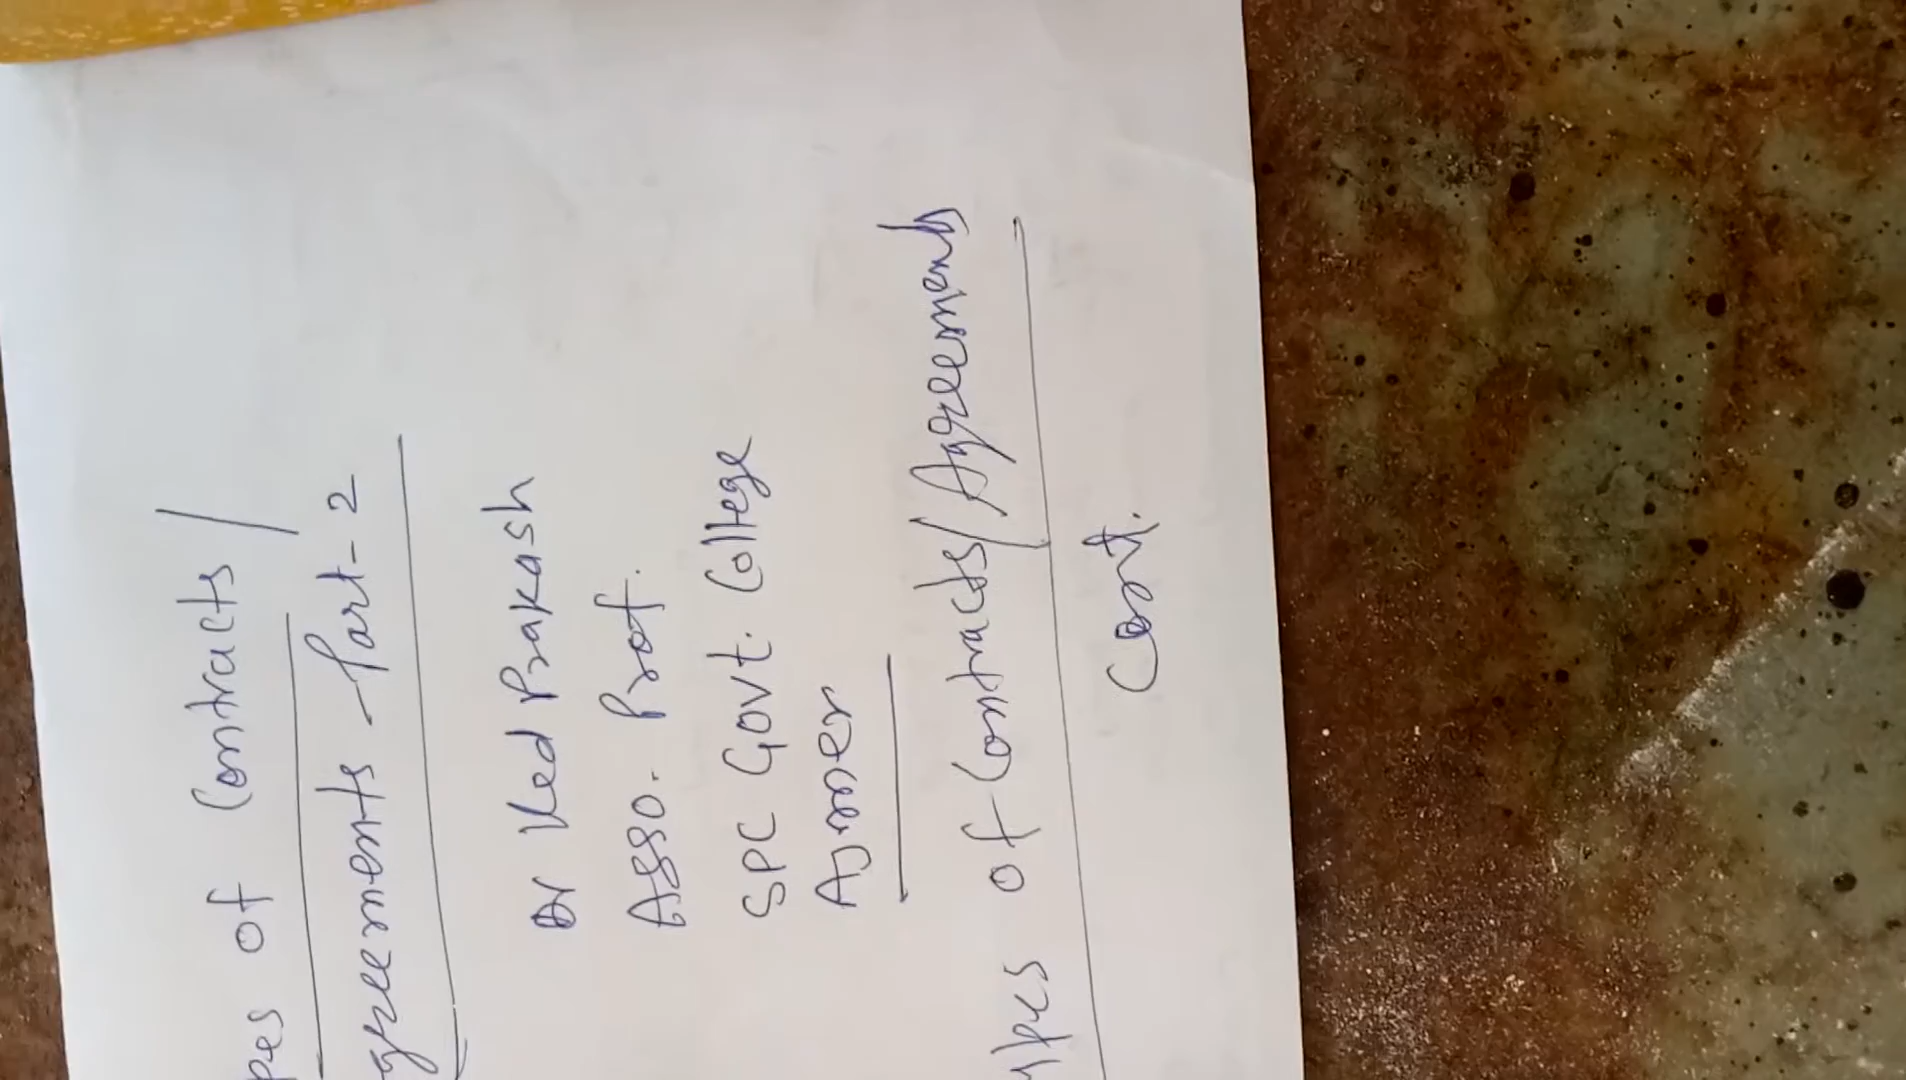 pes of Contracts /
greements - Part-2
Dr Ved Prakash
Asso. Prof.
SPC Govt. College
Ajmer
ypes of Contracts/Agreements
Cont.